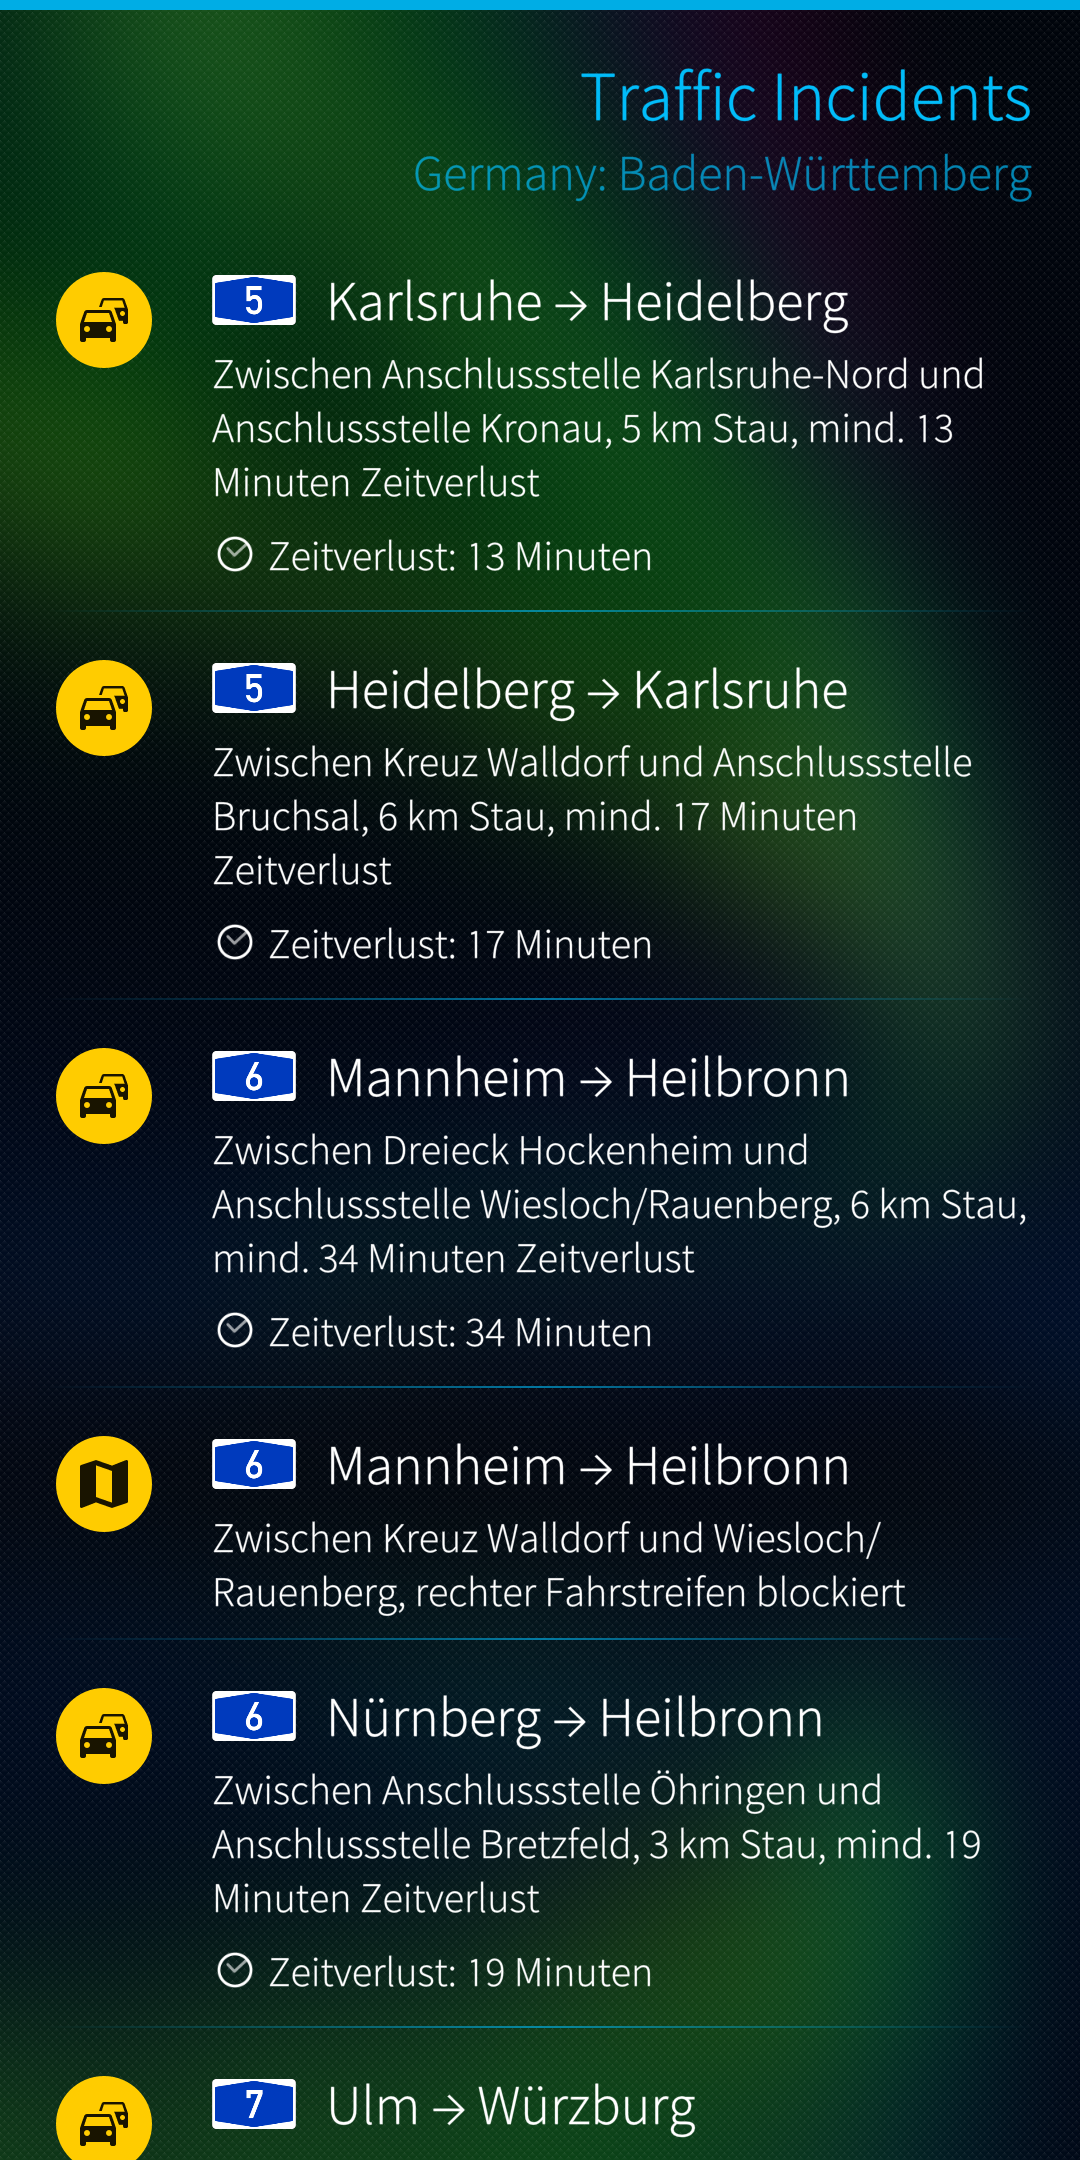 Traffic Incidents
Germany: Baden-Württemberg
5 Karlsruhe → Heidelberg
Zwischen Anschlussstelle Karlsruhe-Nord und
Anschlussstelle Kronau, 5 km Stau, mind. 13
Minuten Zeitverlust
Zeitverlust: 13 Minuten
5 Heidelberg → Karlsruhe
Zwischen Kreuz Walldorf und Anschlussstelle
Bruchsal, 6 km Stau, mind. 17 Minuten
Zeitverlust
Zeitverlust: 17 Minuten
6 Mannheim → Heilbronn
Zwischen Dreieck Hockenheim und
Anschlussstelle Wiesloch/Rauenberg, 6 km Stau,
mind. 34 Minuten Zeitverlust
Zeitverlust: 34 Minuten
6 Mannheim → Heilbronn
Zwischen Kreuz Walldorf und Wiesloch/
Rauenberg, rechter Fahrstreifen blockiert
6 Nürnberg → Heilbronn
Zwischen Anschlussstelle Öhringen und
Anschlussstelle Bretzfeld, 3 km Stau, mind. 19
Minuten Zeitverlust
Zeitverlust: 19 Minuten
7 Ulm → Würzburg